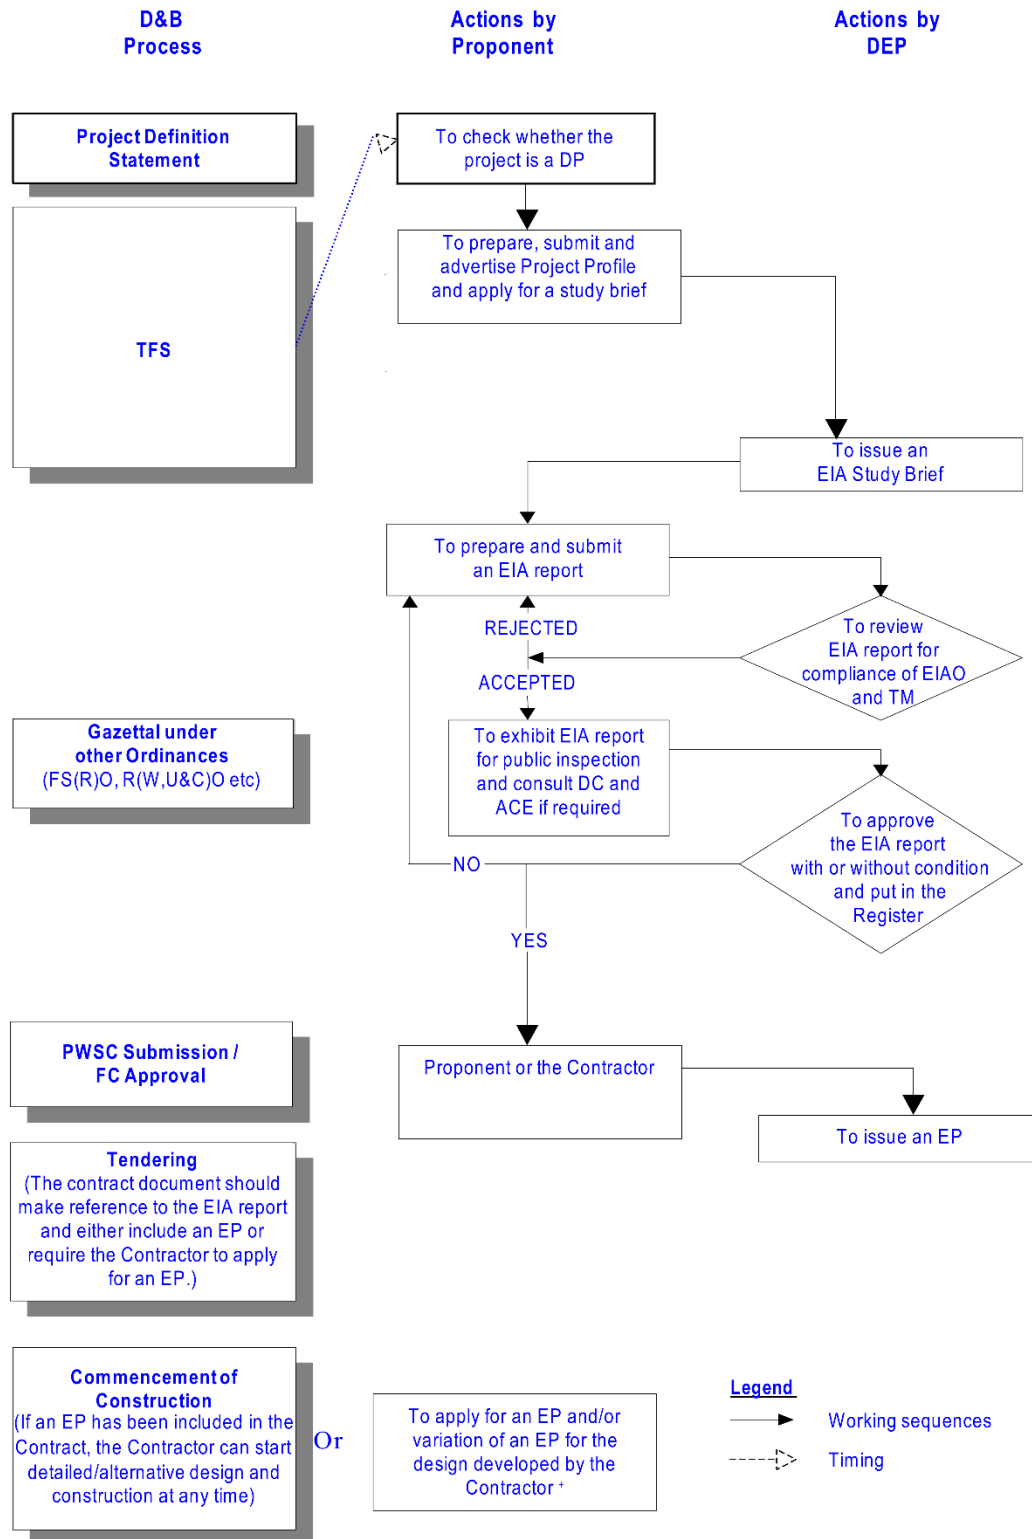 D&B
Process
Actions by
Proponent
Actions by
DEP
Project Definition
Statement
To check whether the
project is a DP
To prepare, submit and
advertise Project Profile
and apply for a study brief
TFS
To issue an
EIA Study Brief
To prepare and submit
an EIA report
REJECTED
To review
EIA report for
compliance of EIAO
and TM
ACCEPTED
Gazettal under
other Ordinances
(FS(R)O, R(W,U&C)O etc)
To exhibit EIA report
for public inspection
and consult DC and
ACE if required
To approve
the EIA report
with or without condition
and put in the
Register
NO
YES
PWSC Submission /
FC Approval
Proponent or the Contractor
To issue an EP
Tendering
(The contract document should
make reference to the EIA report
and either include an EP or
require the Contractor to apply
for an EP.)
Commencement of
Construction
(If an EP has been included in the
Contract, the Contractor can start
detailed/alternative design and
construction at any time)
Or
To apply for an EP and/or
variation of an EP for the
design developed by the
Contractor +
Legend
Working sequences
Timing